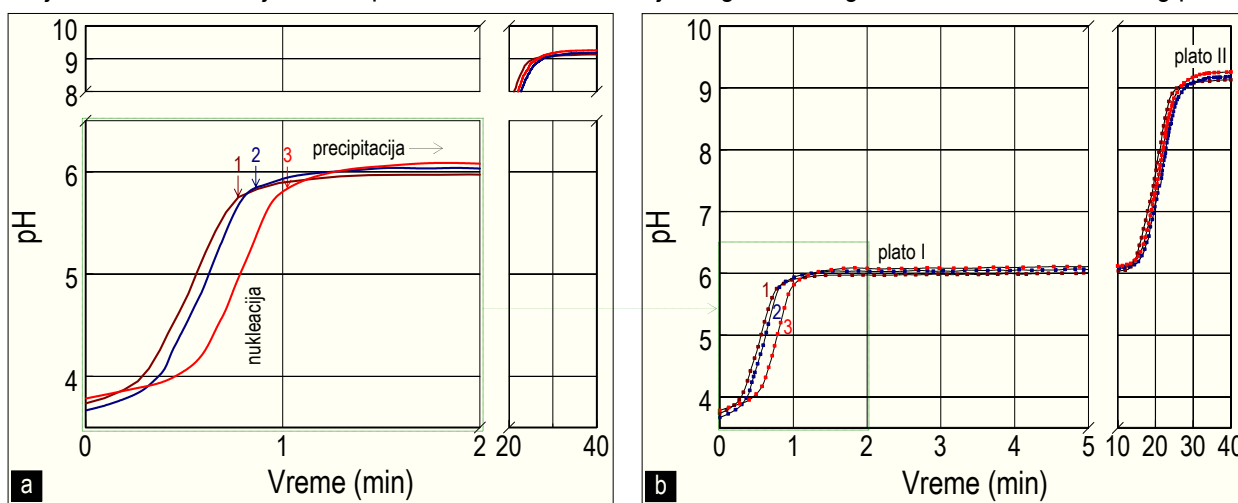 10
9
8
6
5
4
pH
1 2 3
precipitacija
nukleacija
0 1 2 20 40
Vreme (min)
a
10
9
8
7
6
5
4
pH
plato II
plato I
1
2
3
0 1 2 3 4 5 10 20 30 40
Vreme (min)
b